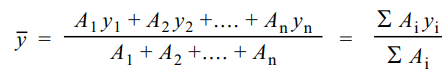 ȳ = (A₁y₁ + A₂y₂ +.... + Aₙyₙ) / (A₁ + A₂ +.... + Aₙ) = Σ Aᵢyᵢ / Σ Aᵢ